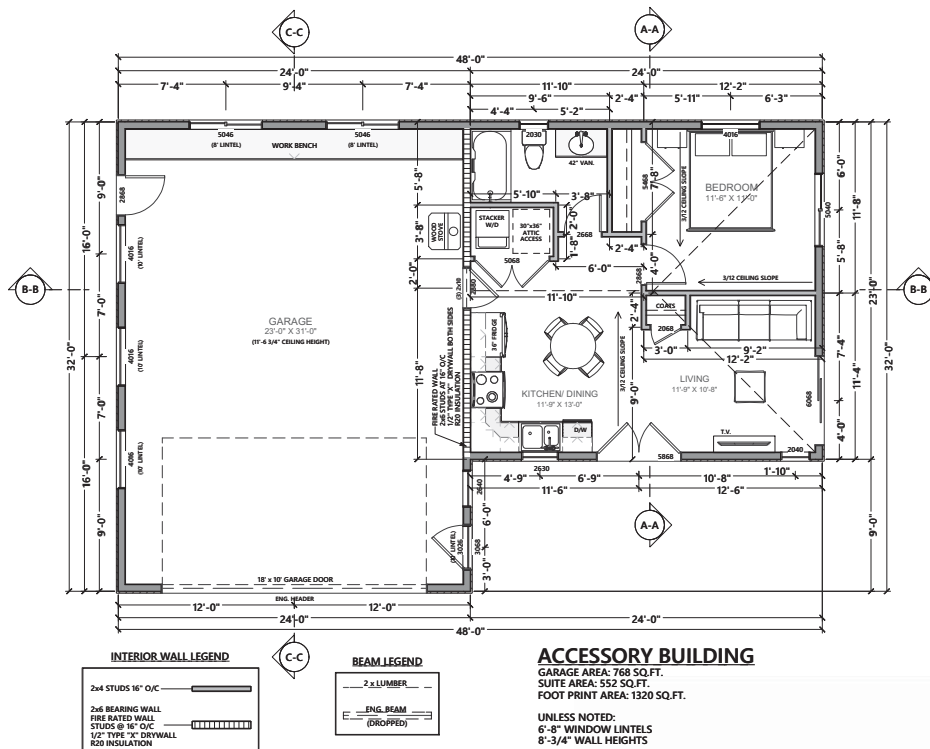 C-C
A-A
48'-0"
24'-0" 24'-0"
7'-4" 9'-4" 7'-4"
11'-10" 12'-2"
9'-6" 2'-4" 5'-11" 6'-3"
4'-4" 5'-2"
5046 5046
(8' LINTEL) (8' LINTEL)
WORK BENCH
2030
42" VAN.
4016
2868
9'-0"
16'-0"
32'-0"
7'-0"
7'-0"
16'-0"
9'-0"
4016
(10' LINTEL)
4016
(10' LINTEL)
4016
(10' LINTEL)
B-B
B-B
5'-8"
3'-8"
2'-0"
11'-8"
WOOD
STOVE
STACKER
W/D
30"x36"
ATTIC
ACCESS
5'-10"
3'-8"
2'-0"
1'-8"
2668
5068
6'-0"
2'-4"
5468
7'-8"
4'-0"
2868
3/12 CEILING SLOPE
BEDROOM
11'-6" X 11'-0"
3/12 CEILING SLOPE
5040
6'-0"
5'-8"
11'-8"
23'-0"
32'-0"
7'-4"
4'-0"
11'-4"
9'-0"
2880
(3) 2x10
11'-10"
GARAGE
23'-0" X 31'-0"
(11'-6 3/4" CEILING HEIGHT)
FIRE RATED WALL
2x6 STUDS AT 16" O/C
1/2" TYPE "X" DRYWALL BOTH SIDES
R20 INSULATION
36" FRIDGE
KITCHEN/ DINING
11'-9" X 13'-0"
D/W
3/12 CEILING SLOPE
2'-4"
9'-0"
COATS
2068
3'-0" 9'-2"
12'-2"
LIVING
11'-9" X 10'-8"
6068
T.V.
2040
5868
2630
4'-9" 6'-9" 10'-8" 1'-10"
11'-6" 12'-6"
2640
6'-0"
3068
3'-0"
3026
18' x 10' GARAGE DOOR
ENG. HEADER
12'-0" 12'-0"
24'-0" 24'-0"
48'-0"
A-A
C-C
INTERIOR WALL LEGEND
2x4 STUDS 16" O/C
2x6 BEARING WALL
FIRE RATED WALL
STUDS @ 16" O/C
1/2" TYPE "X" DRYWALL
R20 INSULATION
BEAM LEGEND
2 x LUMBER
ENG. BEAM
(DROPPED)
ACCESSORY BUILDING
GARAGE AREA: 768 SQ.FT.
SUITE AREA: 552 SQ.FT.
FOOT PRINT AREA: 1320 SQ.FT.
UNLESS NOTED:
6'-8" WINDOW LINTELS
8'-3/4" WALL HEIGHTS